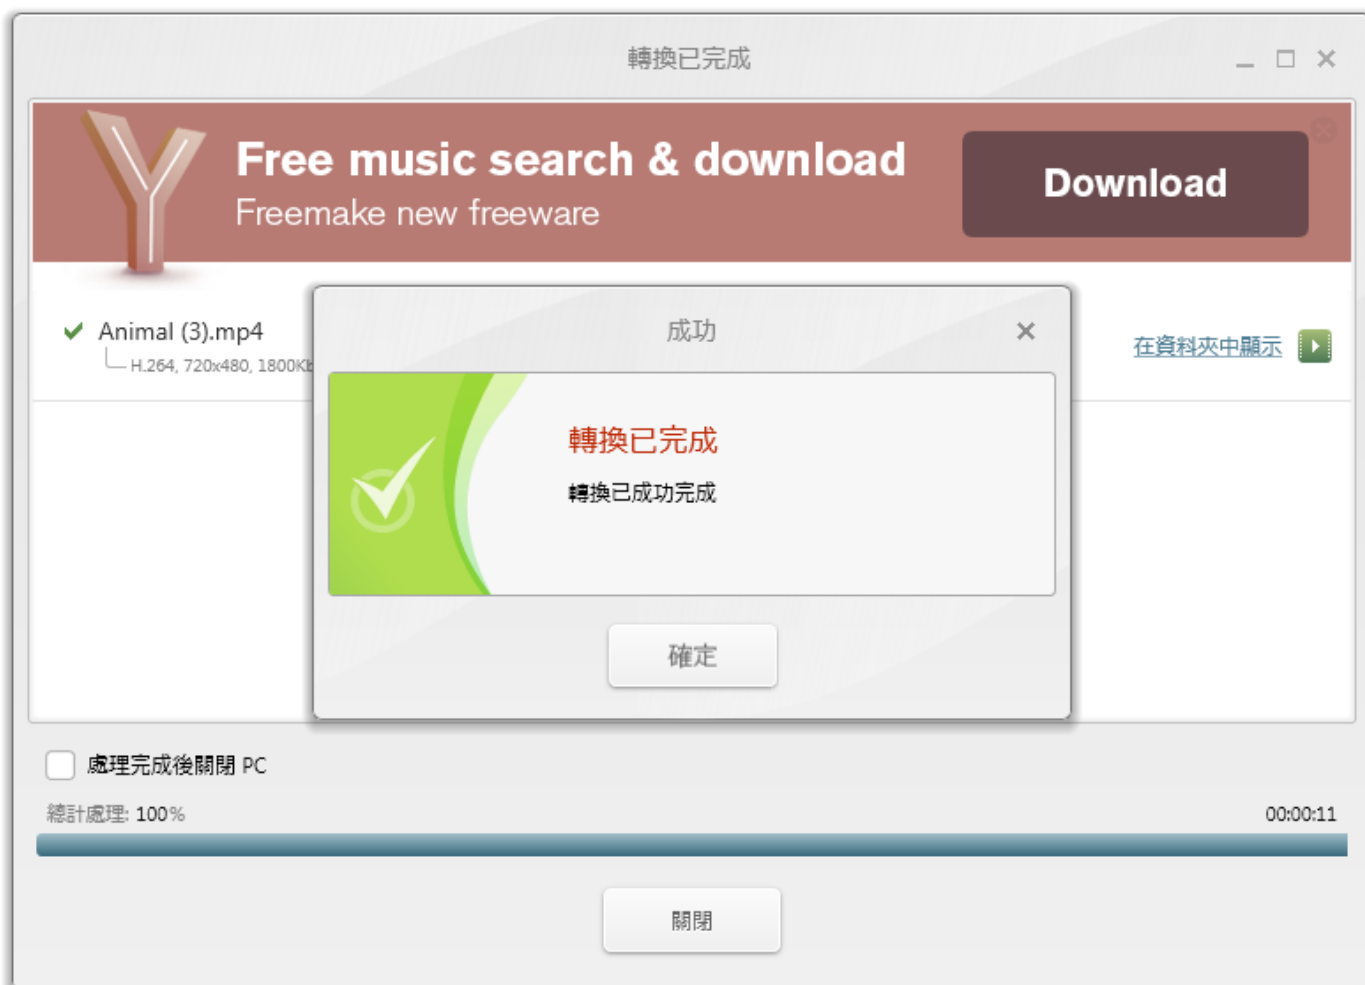 轉換已完成
Free music search & download
Freemake new freeware
Download
Animal (3).mp4
H.264, 720x480, 1800Kb
在資料夾中顯示
成功
轉換已完成
轉換已成功完成
確定
處理完成後關閉 PC
總計處理: 100%
00:00:11
關閉